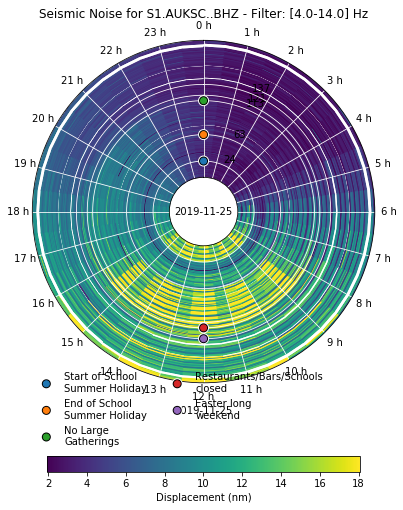 Seismic Noise for S1.AUKSC..BHZ - Filter: [4.0-14.0] Hz
0 h
23 h
1 h
22 h
2 h
21 h
3 h
20 h
4 h
19 h
5 h
18 h
2019-11-25
6 h
17 h
7 h
16 h
8 h
15 h
9 h
14 h
10 h
13 h
11 h
12 h
2019-11-25
Start of School
Summer Holiday
End of School
Summer Holiday
No Large
Gatherings
Restaurants/Bars/Schools
closed
Easter long
weekend
2
4
6
8
10
12
14
16
18
Displacement (nm)